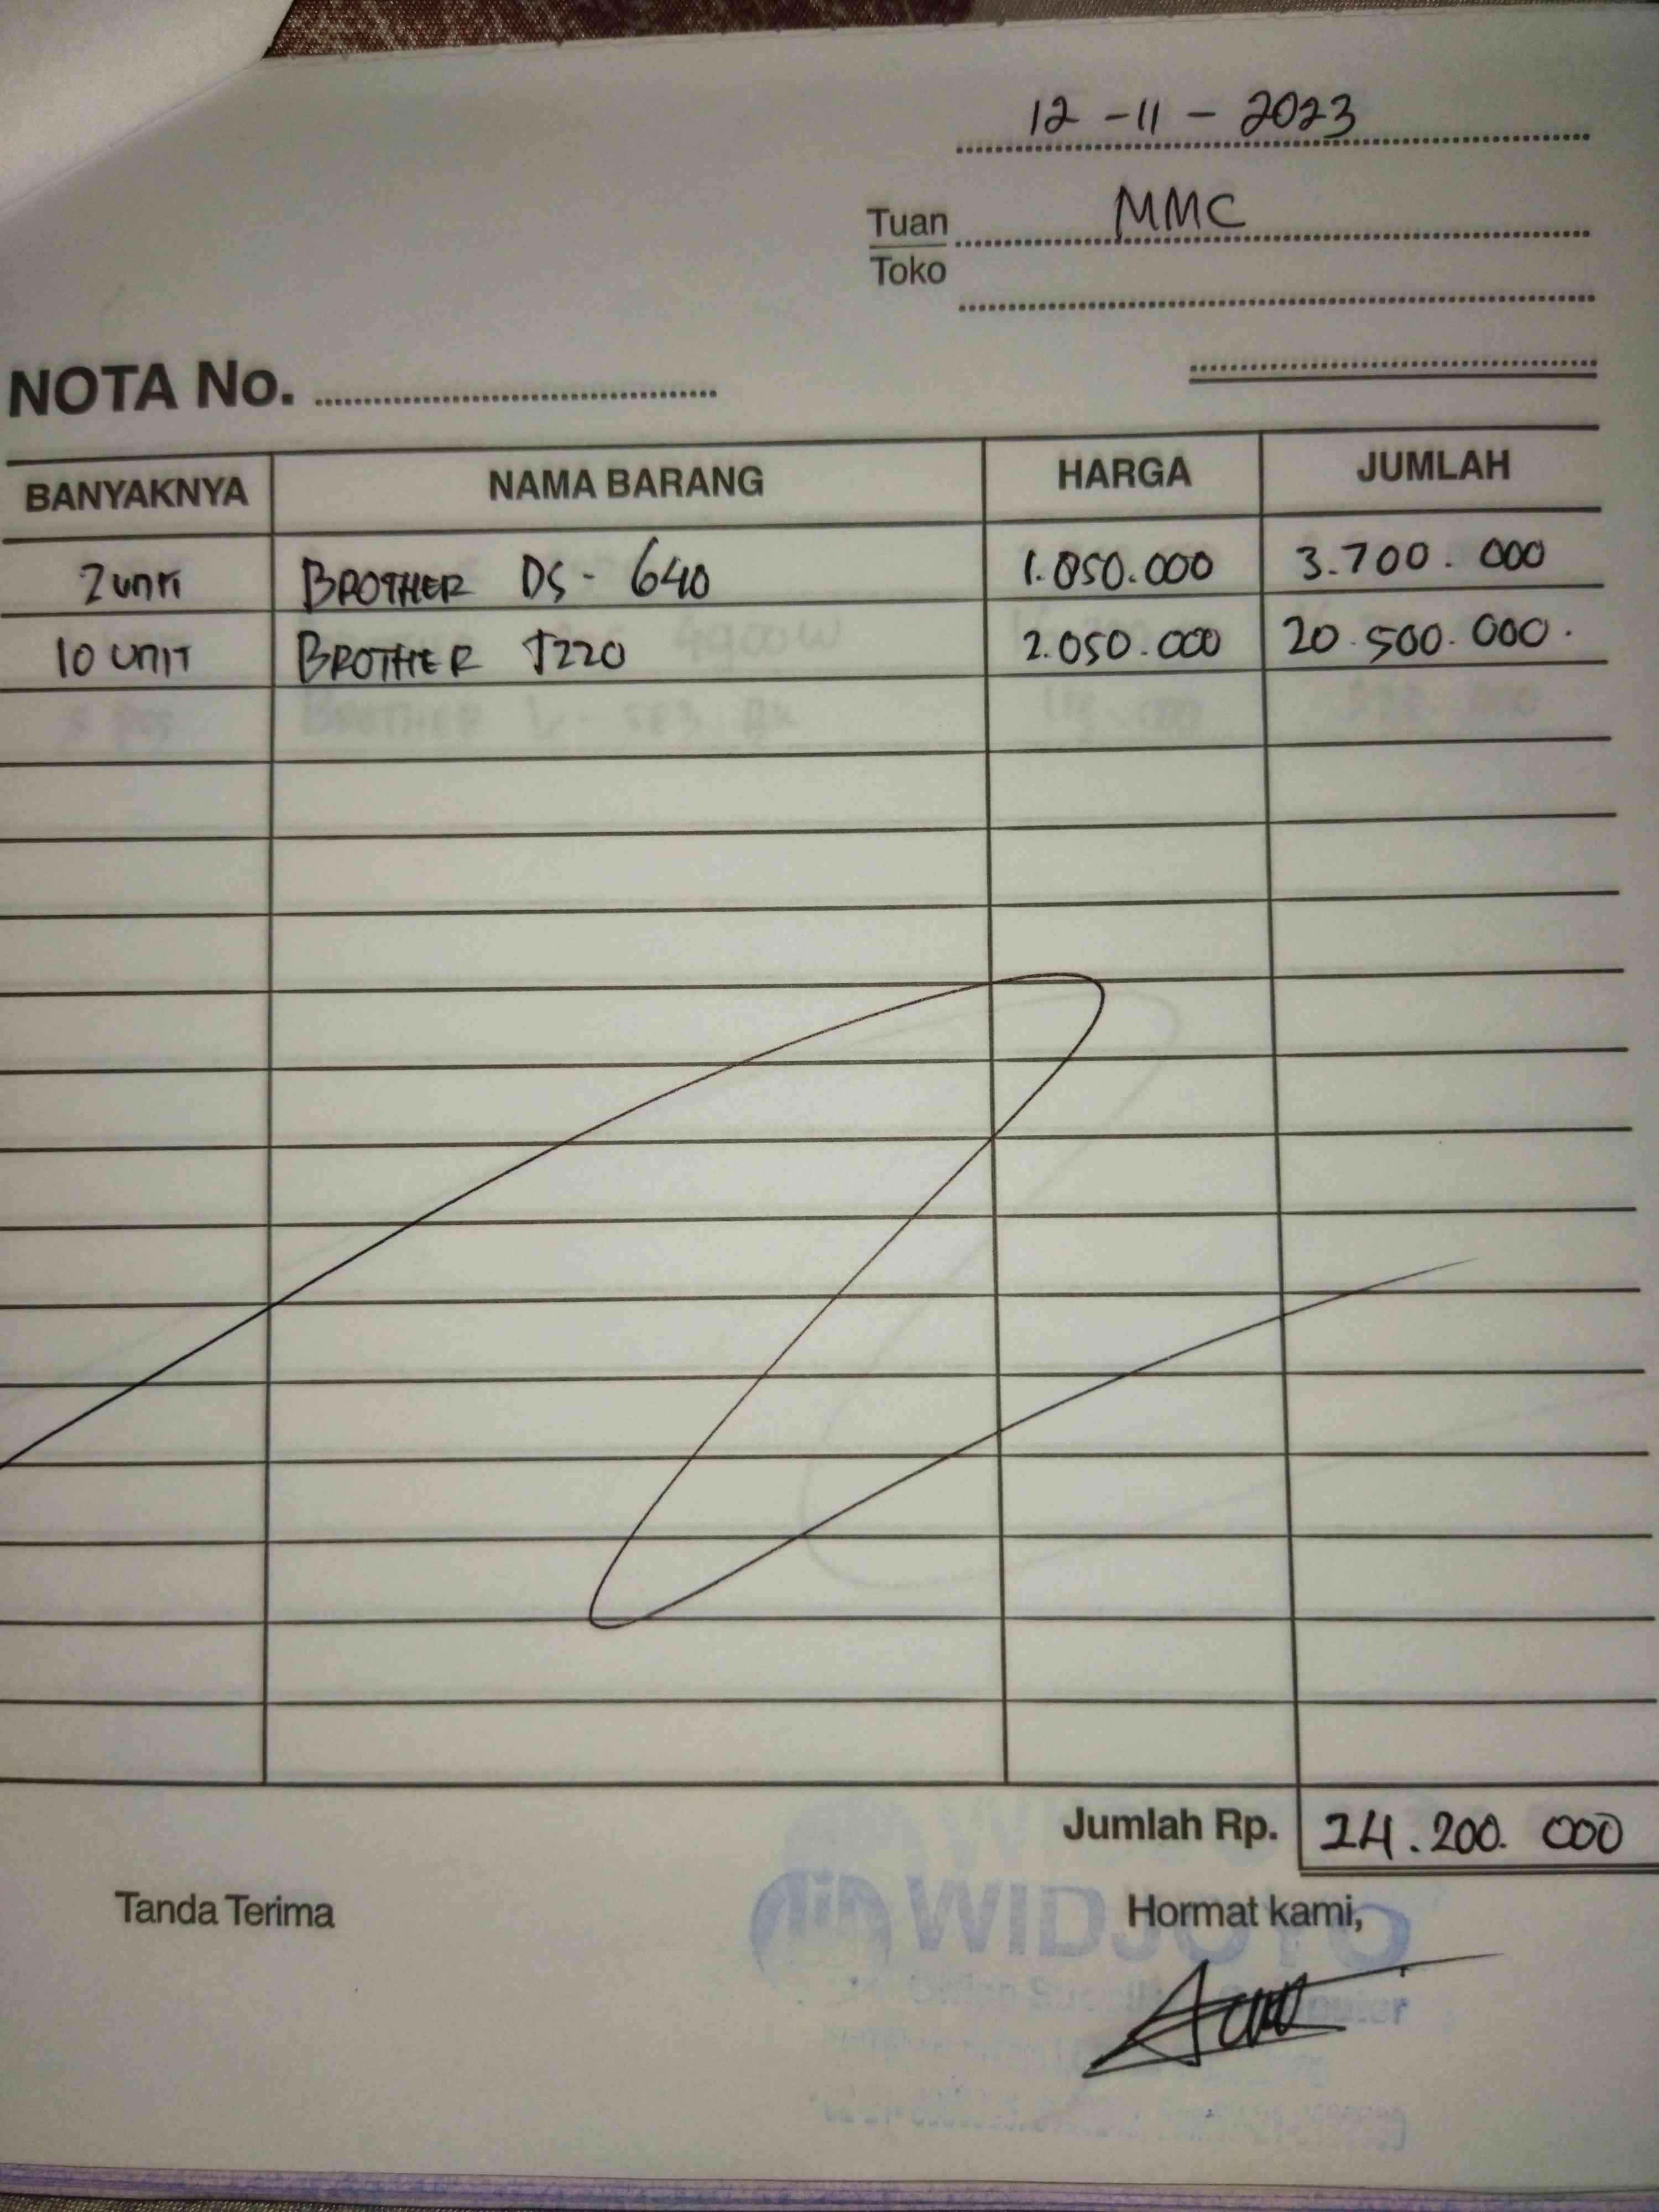 12 - 11 - 2023
Tuan MMC
Toko
NOTA No.
BANYAKNYA NAMA BARANG HARGA JUMLAH
2 UNIT BROTHER DS - 640 1.850.000 3.700.000
10 UNIT BROTHER T220 2.050.000 20.500.000.
Jumlah Rp. 24.200.000
Tanda Terima Hormat kami,
WIDJOYO